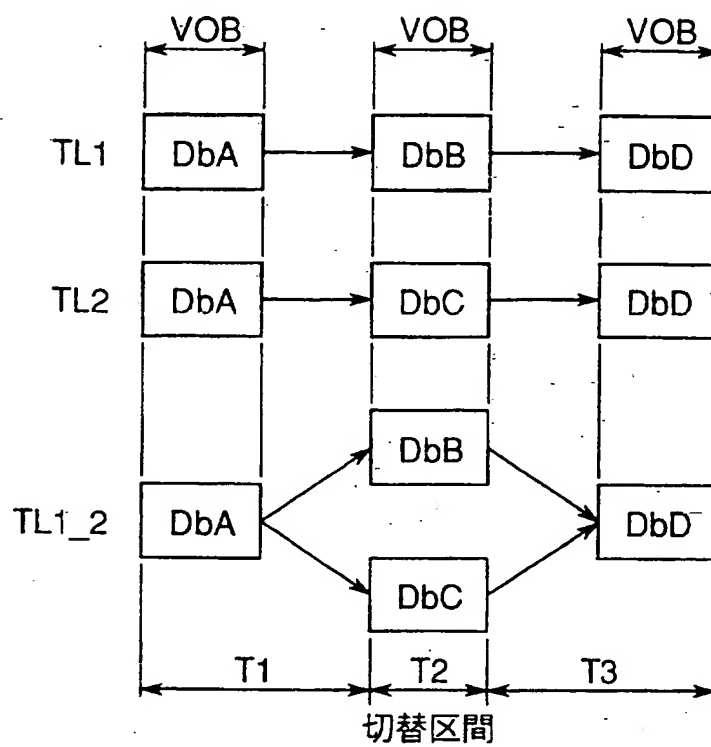 VOB VOB VOB
TL1 DbA DbB DbD
TL2 DbA DbC DbD
DbB
TL1_2 DbA DbD
DbC
T1 T2 T3
切替区間